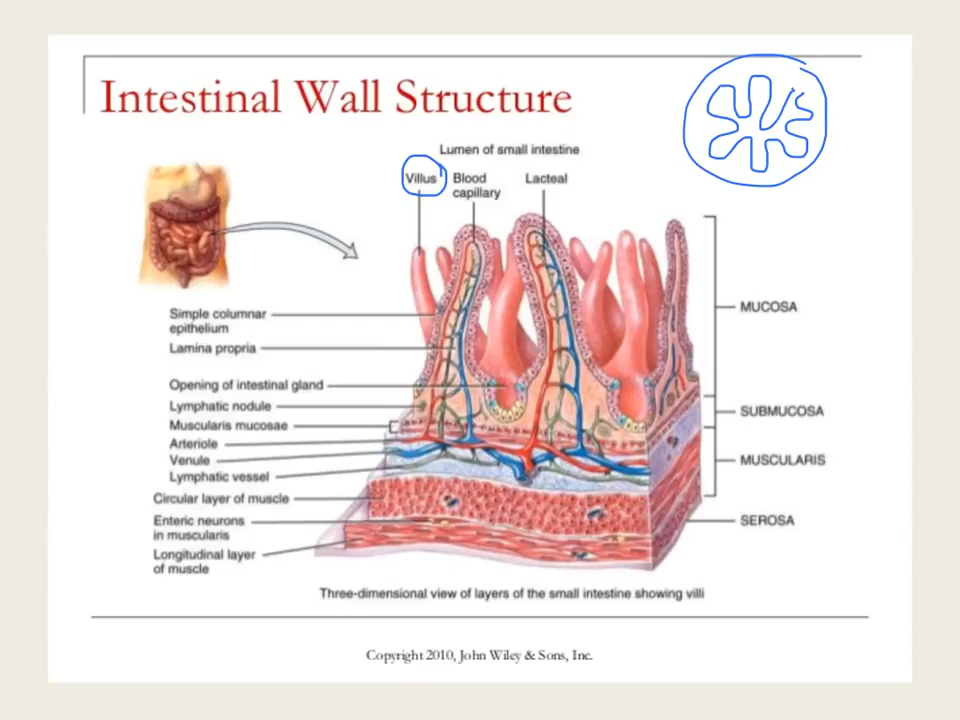 Intestinal Wall Structure
Lumen of small intestine
Villus
Blood
capillary
Lacteal
Simple columnar
epithelium
Lamina propria
Opening of intestinal gland
Lymphatic nodule
Muscularis mucosae
Arteriole
Venule
Lymphatic vessel
Circular layer of muscle
Enteric neurons
in muscularis
Longitudinal layer
of muscle
MUCOSA
SUBMUCOSA
MUSCULARIS
SEROSA
Three-dimensional view of layers of the small intestine showing villi
Copyright 2010, John Wiley & Sons, Inc.